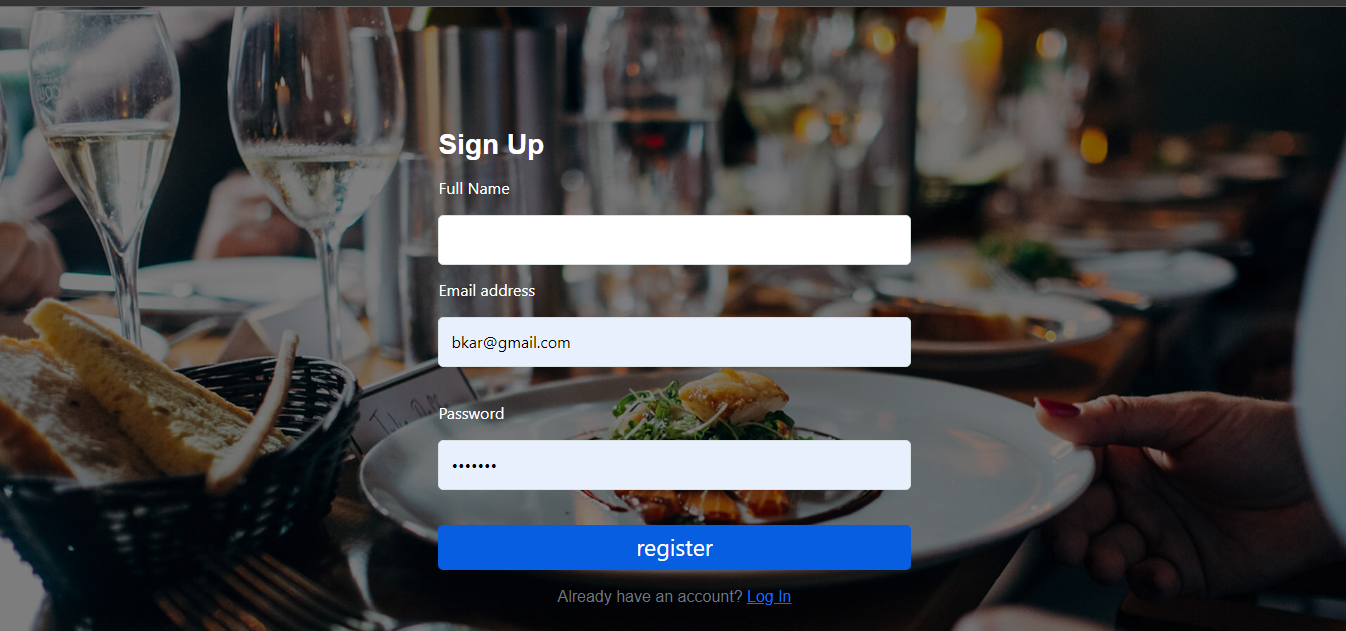 Sign Up
Full Name
Email address
bkar@gmail.com
Password
•••••••
register
Already have an account? Log In